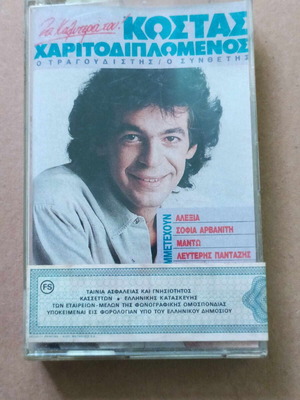 Τα Καλύτερα του
ΚΩΣΤΑΣ
ΧΑΡΙΤΟΔΙΠΛΩΜΕΝΟΣ
Ο ΤΡΑΓΟΥΔΙΣΤΗΣ / Ο ΣΥΝΘΕΤΗΣ
ΜΜΕΤΕΧΟΥΝ
ΑΛΕΞΙΑ
ΣΟΦΙΑ ΑΡΒΑΝΙΤΗ
ΜΑΝΤΩ
ΛΕΥΤΕΡΗΣ ΠΑΝΤΑΖΗΣ
FS
ΤΑΙΝΙΑ ΑΣΦΑΛΕΙΑΣ ΚΑΙ ΓΝΗΣΙΟΤΗΤΟΣ
ΚΑΣΣΕΤΤΩΝ ΕΛΛΗΝΙΚΗΣ ΚΑΤΑΣΚΕΥΗΣ
ΤΩΝ ΕΤΑΙΡΕΙΩΝ-ΜΕΛΩΝ ΤΗΣ ΦΩΝΟΓΡΑΦΙΚΗΣ ΟΜΟΣΠΟΝΔΙΑΣ
ΥΠΟΚΕΙΜΕΝΑΙ ΕΙΣ ΦΟΡΟΛΟΓΙΑΝ ΥΠΟ ΤΟΥ ΕΛΛΗΝΙΚΟΥ ΔΗΜΟΣΙΟΥ